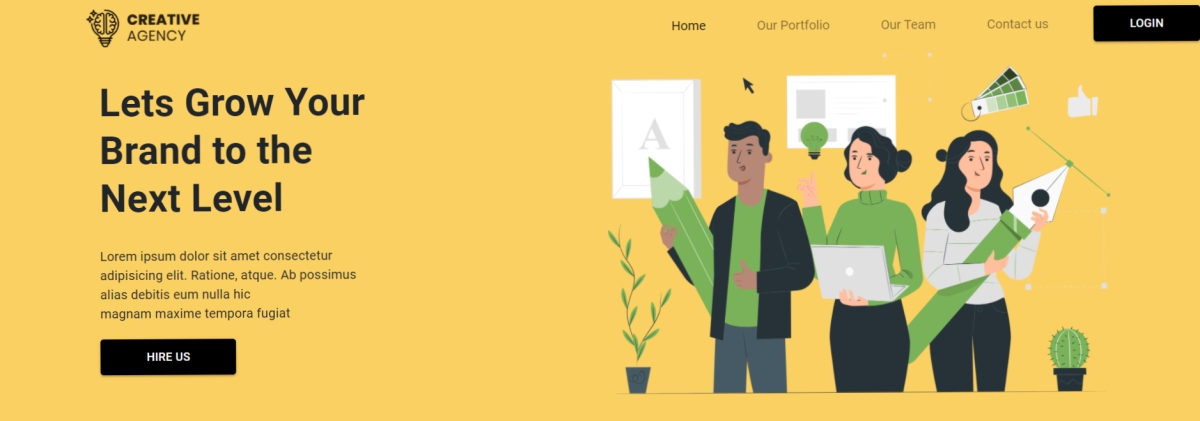 CREATIVE
AGENCY
Home
Our Portfolio
Our Team
Contact us
LOGIN
Lets Grow Your
Brand to the
Next Level
Lorem ipsum dolor sit amet consectetur
adipisicing elit. Ratione, atque. Ab possimus
alias debitis eum nulla hic
magnam maxime tempora fugiat
HIRE US
A